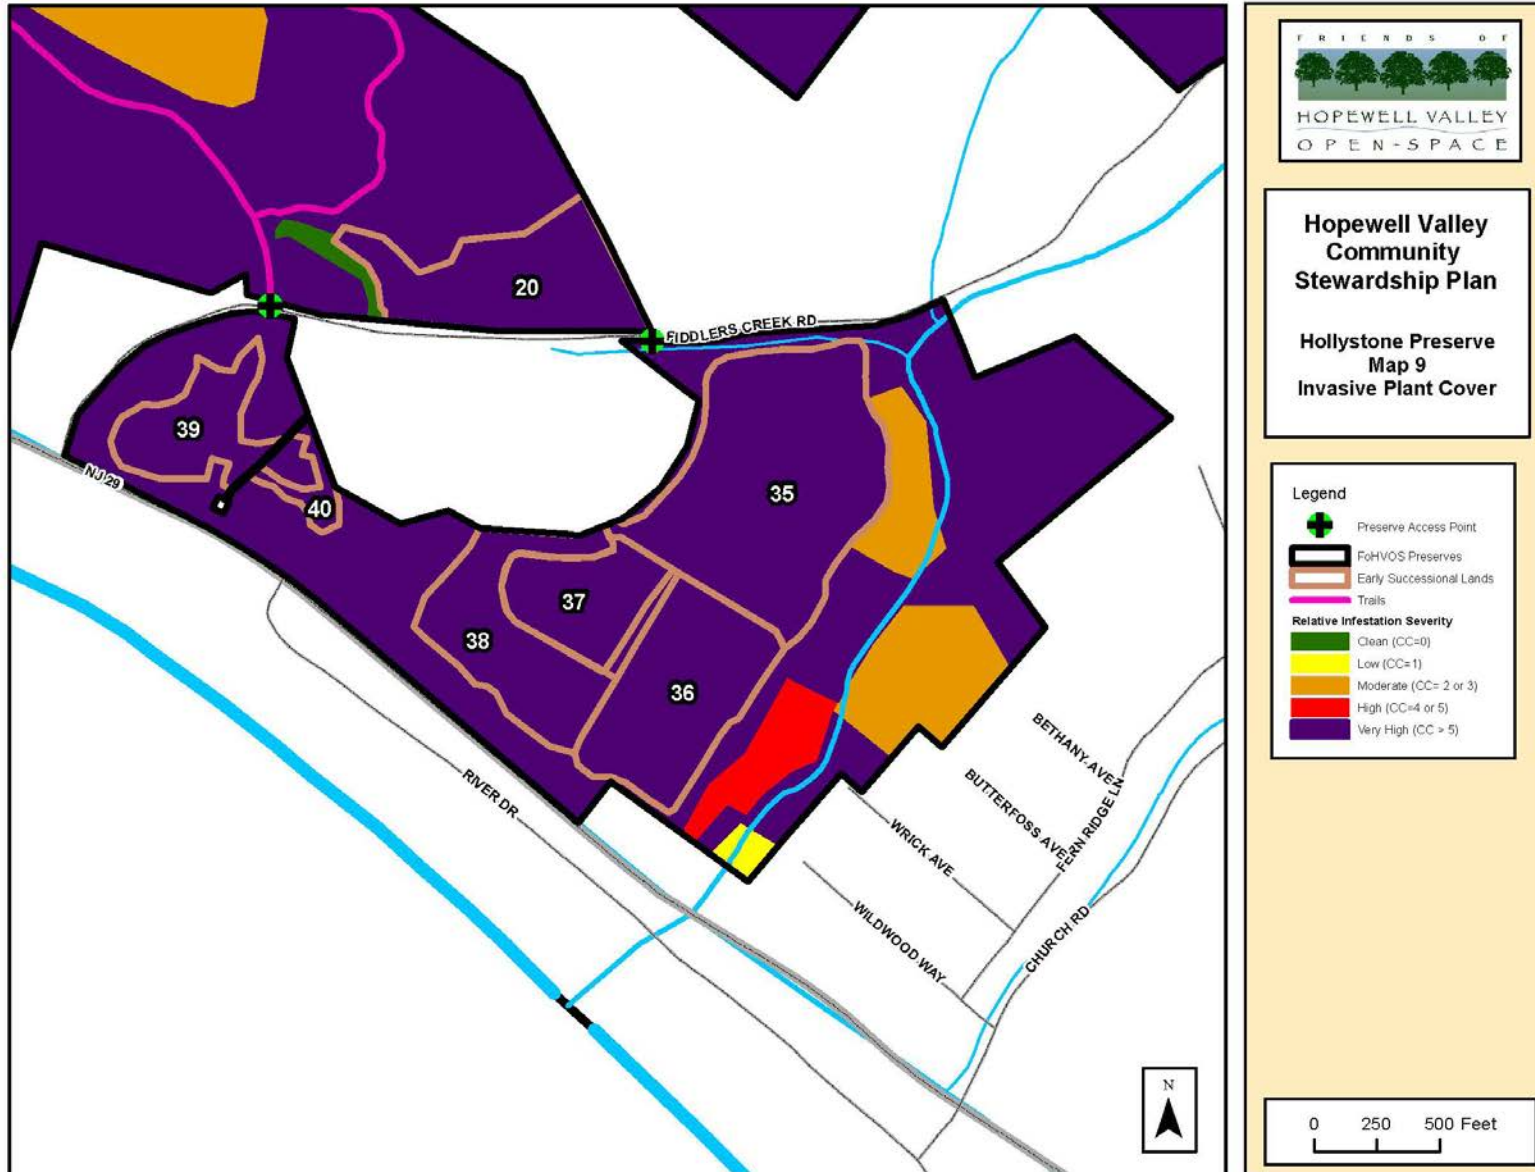 20
FIDDLERS CREEK RD
39
NJ 29
40
35
37
38
36
RIVER DR
BETHANY AVE
BUTTERFOSS AVE
FERN RIDGE LN
WRICK AVE
WILDWOOD WAY
CHURCH RD
N
FRIENDS OF
HOPEWELL VALLEY
OPEN-SPACE
Hopewell Valley
Community
Stewardship Plan
Hollystone Preserve
Map 9
Invasive Plant Cover
Legend
Preserve Access Point
FoHVOS Preserves
Early Successional Lands
Trails
Relative Infestation Severity
Clean (CC=0)
Low (CC=1)
Moderate (CC= 2 or 3)
High (CC=4 or 5)
Very High (CC > 5)
0 250 500 Feet